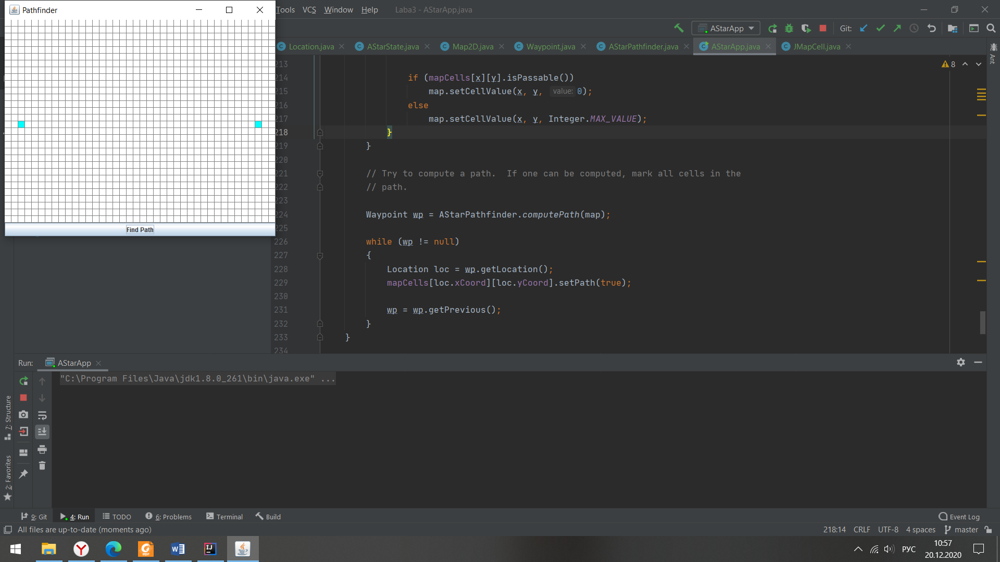 Pathfinder
Tools VCS Window Help Laba3 - AStarApp.java
AStarApp Git:
Location.java AStarState.java Map2D.java Waypoint.java AStarPathfinder.java AStarApp.java JMapCell.java
Ant
8
213
214 if (mapCells[x][y].isPassable())
215 map.setCellValue(x, y, value: 0);
216 else
217 map.setCellValue(x, y, Integer.MAX_VALUE);
218 }
219 }
220
221 // Try to compute a path.  If one can be computed, mark all cells in the
222 // path.
223
224 Waypoint wp = AStarPathfinder.computePath(map);
225
226 while (wp != null)
227 {
228 Location loc = wp.getLocation();
229 mapCells[loc.xCoord][loc.yCoord].setPath(true);
230
231 wp = wp.getPrevious();
232 }
233 }
234
Find Path
Run: AStarApp
"C:\Program Files\Java\jdk1.8.0_261\bin\java.exe" ...
7: Structure
2: Favorites
9: Git 4: Run TODO 6: Problems Terminal Build Event Log
All files are up-to-date (moments ago) 218:14 CRLF UTF-8 4 spaces master
РУС 10:57
20.12.2020